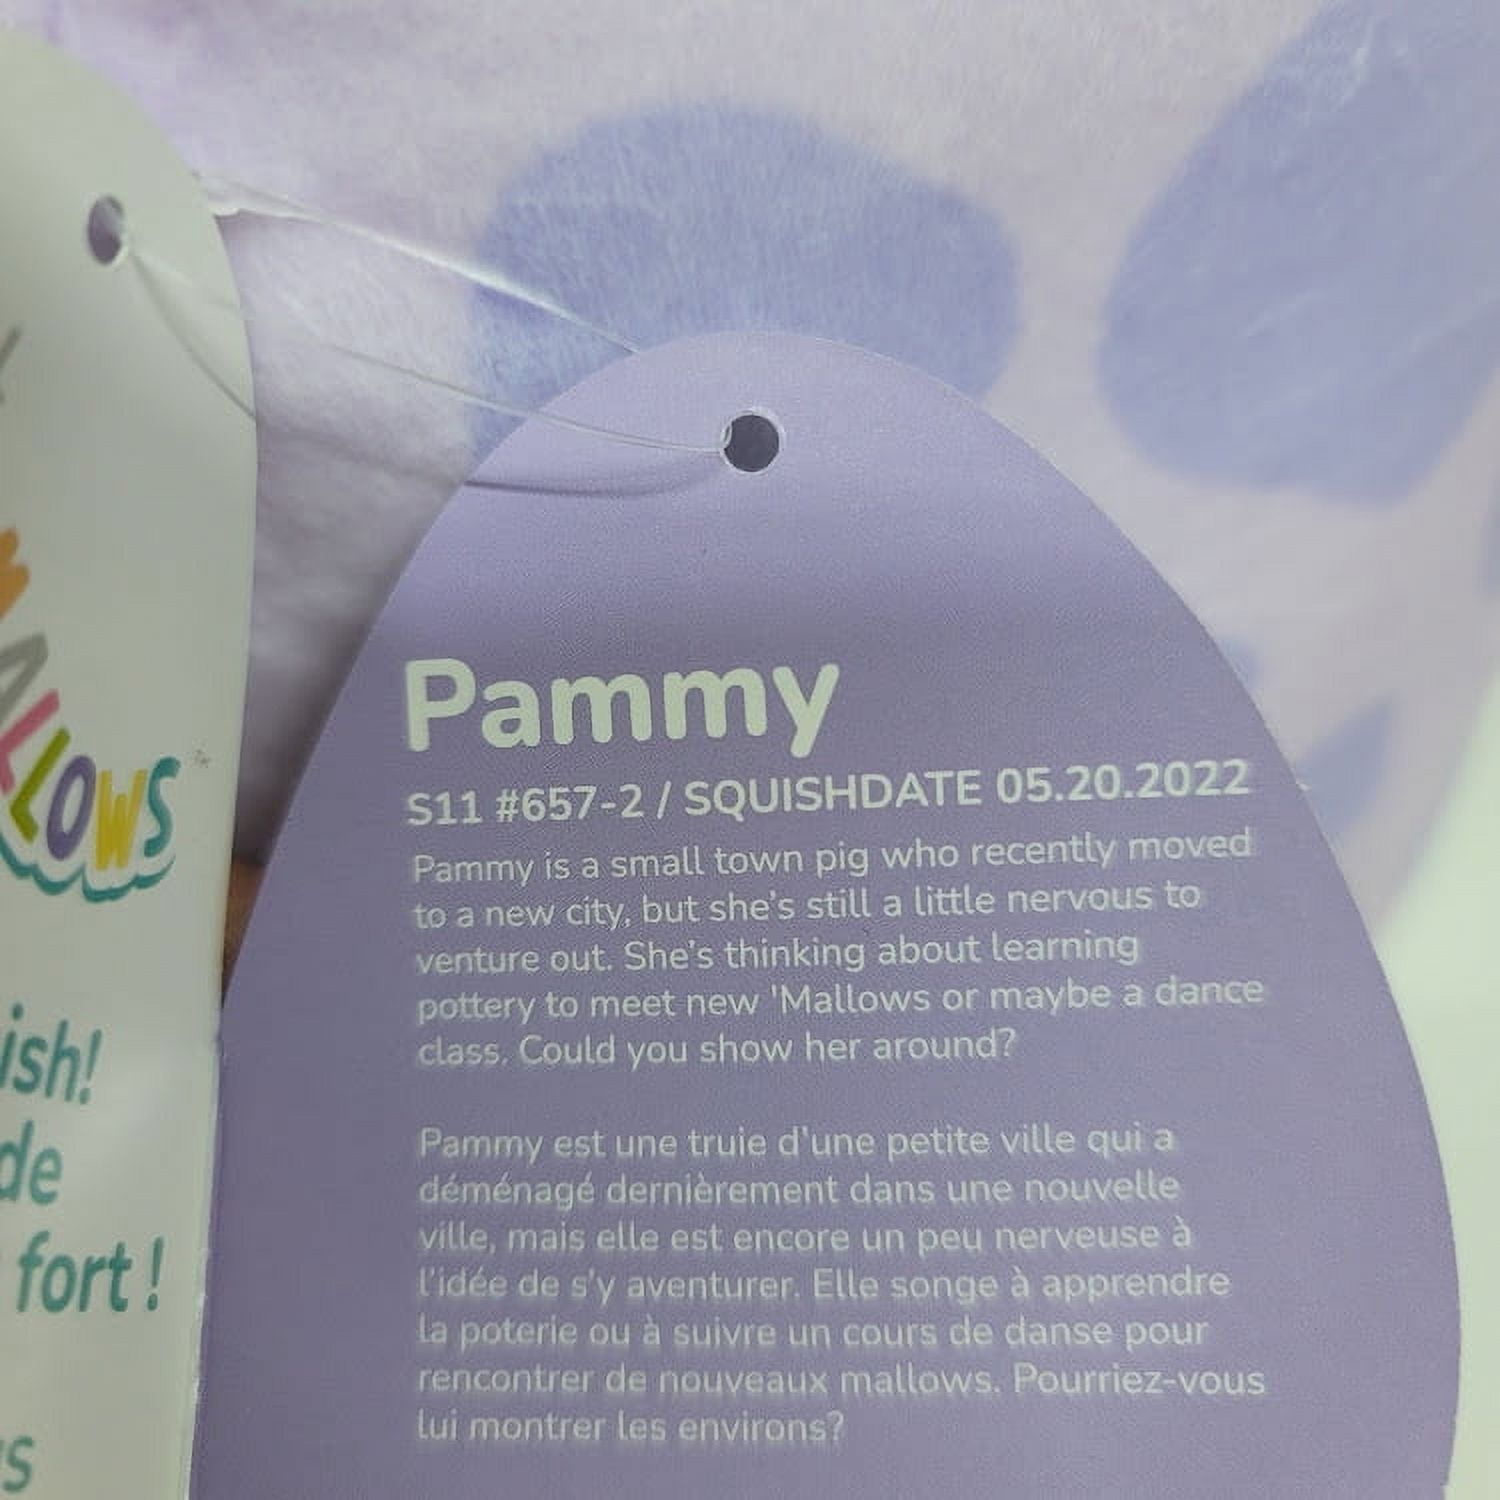 ALLOWS™
ish!
de
fort !
s
Pammy
S11 #657-2 / SQUISHDATE 05.20.2022
Pammy is a small town pig who recently moved
to a new city, but she's still a little nervous to
venture out. She's thinking about learning
pottery to meet new 'Mallows or maybe a dance
class. Could you show her around?
Pammy est une truie d'une petite ville qui a
déménagé dernièrement dans une nouvelle
ville, mais elle est encore un peu nerveuse à
l'idée de s'y aventurer. Elle songe à apprendre
la poterie ou à suivre un cours de danse pour
rencontrer de nouveaux mallows. Pourriez-vous
lui montrer les environs?